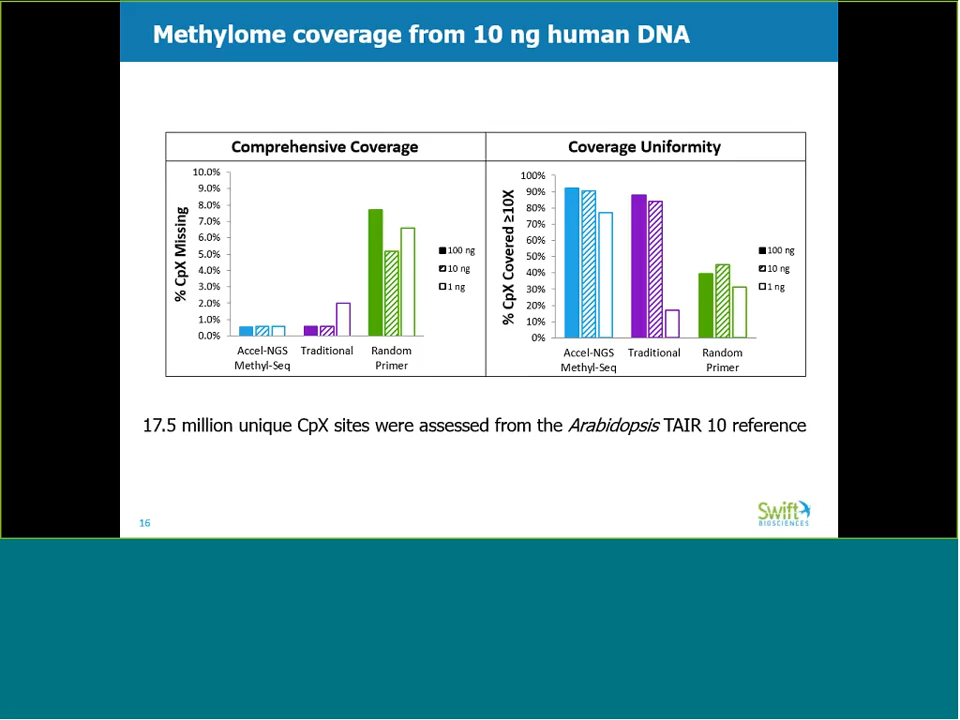 Methylome coverage from 10 ng human DNA
Comprehensive Coverage
% CpX Missing
10.0%
9.0%
8.0%
7.0%
6.0%
5.0%
4.0%
3.0%
2.0%
1.0%
0.0%
Accel-NGS
Methyl-Seq
Traditional
Random
Primer
100 ng
10 ng
1 ng
Coverage Uniformity
% CpX Covered ≥10X
100%
90%
80%
70%
60%
50%
40%
30%
20%
10%
0%
Accel-NGS
Methyl-Seq
Traditional
Random
Primer
100 ng
10 ng
1 ng
17.5 million unique CpX sites were assessed from the Arabidopsis TAIR 10 reference
16
Swift
BIOSCIENCES